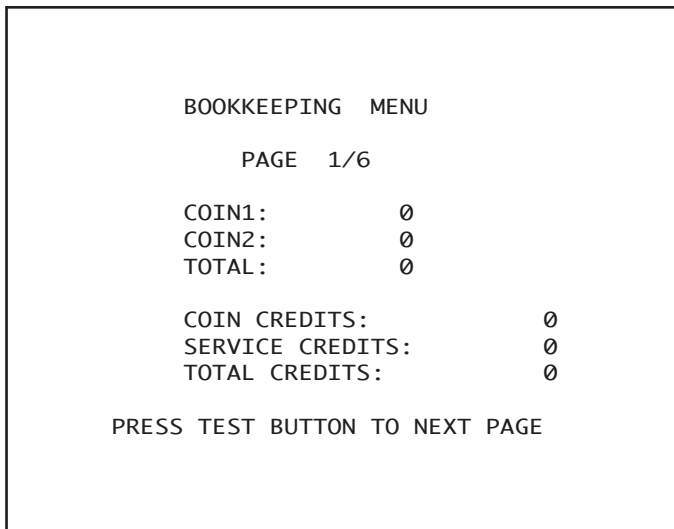 BOOKKEEPING MENU
PAGE 1/6
COIN1: 0
COIN2: 0
TOTAL: 0
COIN CREDITS: 0
SERVICE CREDITS: 0
TOTAL CREDITS: 0
PRESS TEST BUTTON TO NEXT PAGE